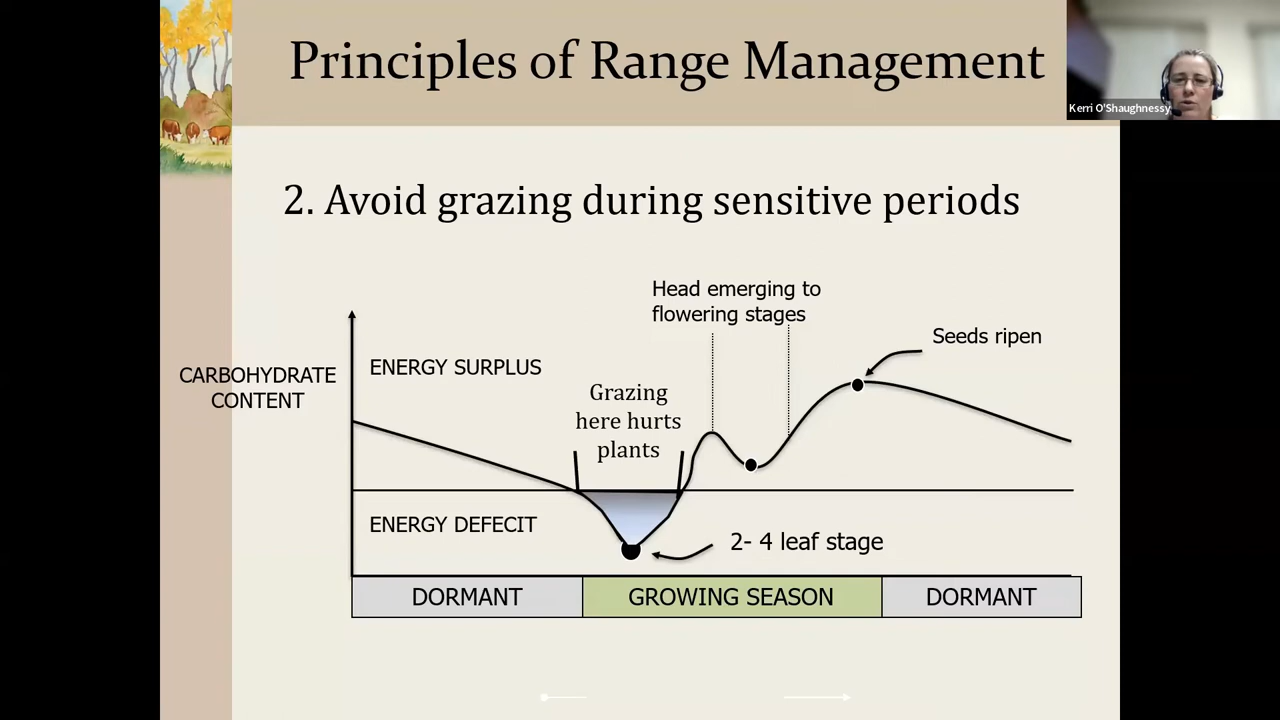 Principles of Range Management
Kerri O'Shaughnessy
2. Avoid grazing during sensitive periods
Head emerging to
flowering stages
Seeds ripen
CARBOHYDRATE
CONTENT
ENERGY SURPLUS
Grazing
here hurts
plants
ENERGY DEFECIT
2- 4 leaf stage
DORMANT
GROWING SEASON
DORMANT